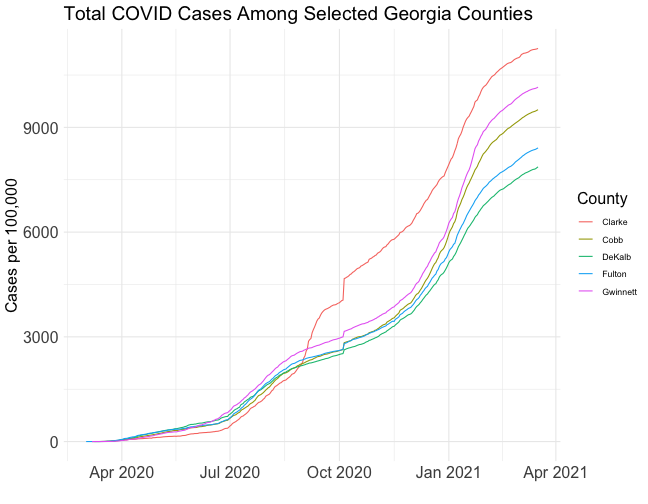 Total COVID Cases Among Selected Georgia Counties
Cases per 100,000
9000
6000
3000
0
Apr 2020 Jul 2020 Oct 2020 Jan 2021 Apr 2021
County
Clarke
Cobb
DeKalb
Fulton
Gwinnett